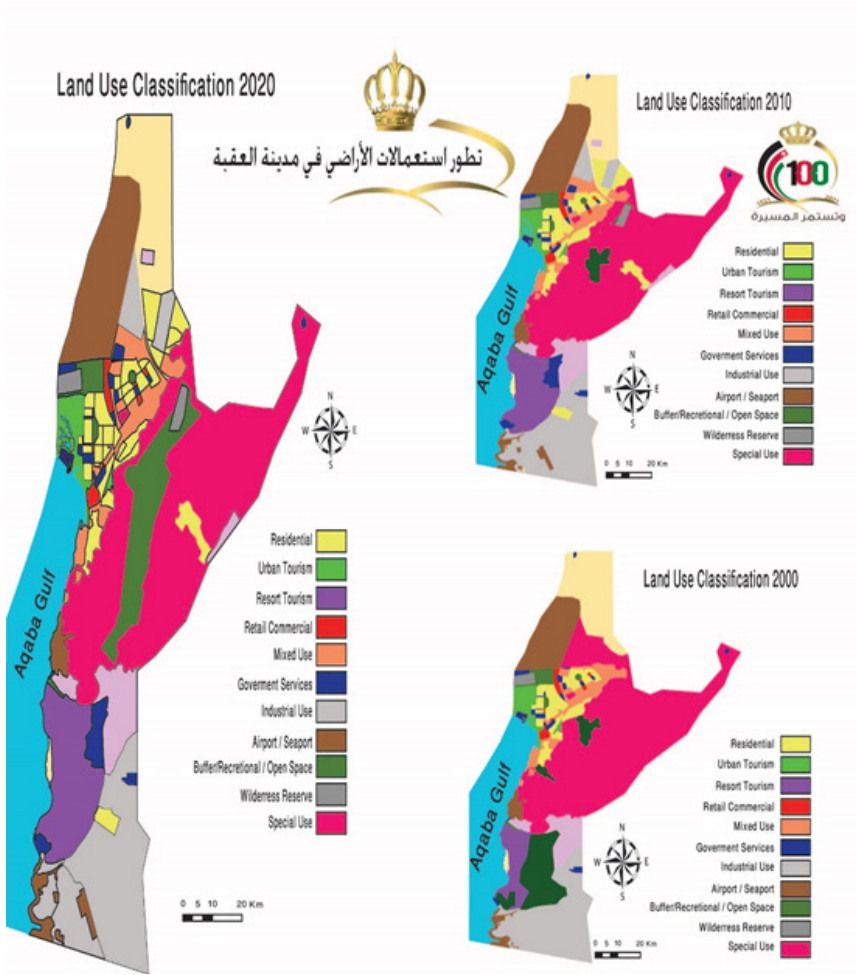 Land Use Classification 2020
تطور استعمالات الأراضي في مدينة العقبة
Aqaba Gulf
N
W E
S
Residential
Urban Tourism
Resort Tourism
Retail Commercial
Mixed Use
Goverment Services
Industrial Use
Airport / Seaport
Buffer/Recretional / Open Space
Wilderress Reserve
Special Use
0 5 10 20 Km
Land Use Classification 2010
100
وتستمر المسيرة
Aqaba Gulf
Residential
Urban Tourism
Resort Tourism
Retail Commercial
Mixed Use
Goverment Services
Industrial Use
Airport / Seaport
Buffer/Recretional / Open Space
Wilderress Reserve
Special Use
N
W E
S
0 5 10 20 Km
Land Use Classification 2000
Aqaba Gulf
Residential
Urban Tourism
Resort Tourism
Retail Commercial
Mixed Use
Goverment Services
Industrial Use
Airport / Seaport
Buffer/Recretional / Open Space
Wilderress Reserve
Special Use
N
W E
S
0 5 10 20 Km